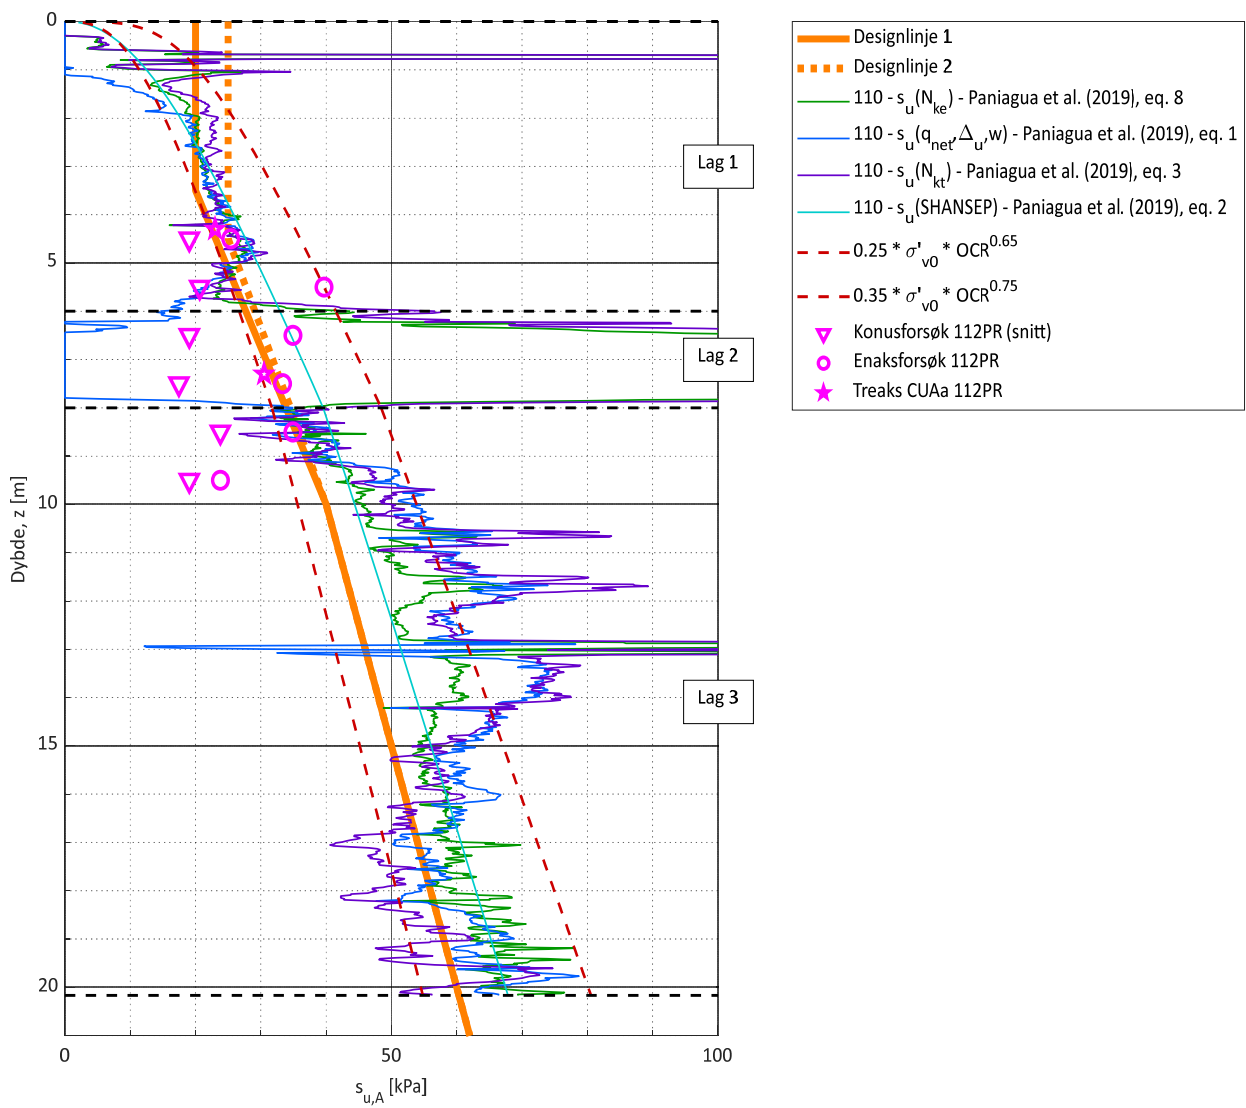 0
5
10
15
20
Dybde, z [m]
0
50
100
s_u,A [kPa]
Lag 1
Lag 2
Lag 3
Designlinje 1
Designlinje 2
110 - s_u(N_ke) - Paniagua et al. (2019), eq. 8
110 - s_u(q_net,Δ_u,w) - Paniagua et al. (2019), eq. 1
110 - s_u(N_kt) - Paniagua et al. (2019), eq. 3
110 - s_u(SHANSEP) - Paniagua et al. (2019), eq. 2
0.25 * σ'_v0 * OCR^0.65
0.35 * σ'_v0 * OCR^0.75
Konusforsøk 112PR (snitt)
Enaksforsøk 112PR
Treaks CUAa 112PR